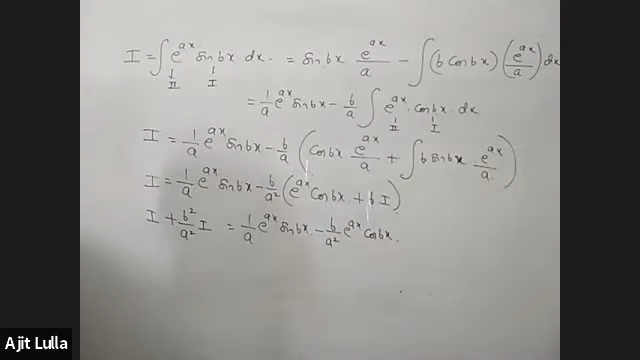 I = ∫ e^{ax} sin bx dx. = sin bx · e^{ax}/a − ∫ (b cos bx) (e^{ax}/a) dx
II I
= 1/a e^{ax} sin bx − b/a ∫ e^{ax} cos bx · dx
II I
I = 1/a e^{ax} sin bx − b/a ( cos bx · e^{ax}/a + ∫ b sin bx · e^{ax}/a. )
I = 1/a e^{ax} sin bx − b/a² ( e^{ax} cos bx + b I )
I + b²/a² I = 1/a e^{ax} sin bx − b/a² e^{ax} cos bx.
Ajit Lulla